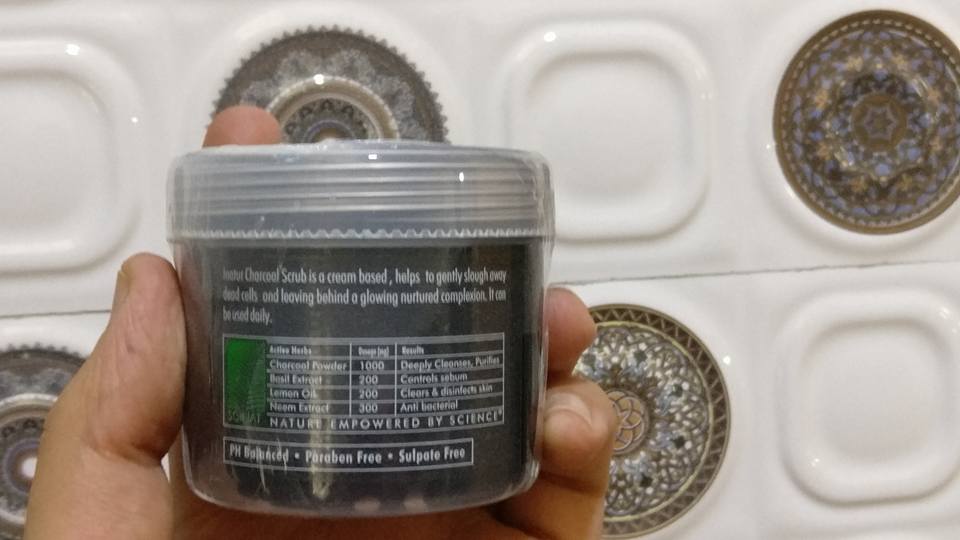 Inatur Charcoal Scrub is a cream based , helps to gently slough away
dead cells and leaving behind a glowing nurtured complexion. It can
be used daily.
Active Herbs Dosage (mg) Results
Charcoal Powder 1000 Deeply Cleanses, Purifies
Basil Extract 200 Controls sebum
Lemon Oil 200 Clears & disinfects skin
Neem Extract 300 Anti bacterial
NATURE EMPOWERED BY SCIENCE
PH Balanced • Paraben Free • Sulpate Free